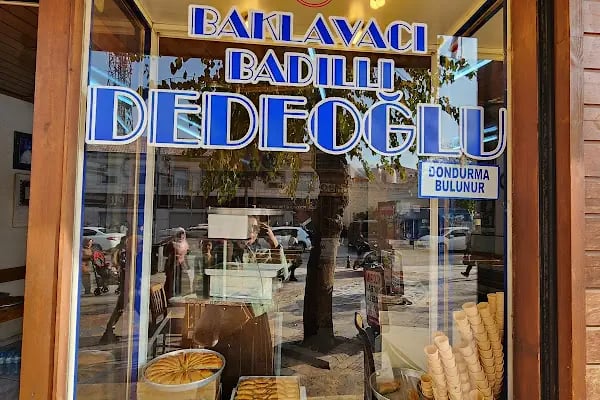 BAKLAVACI
BADILLI
DEDEOĞLU
DONDURMA
BULUNUR